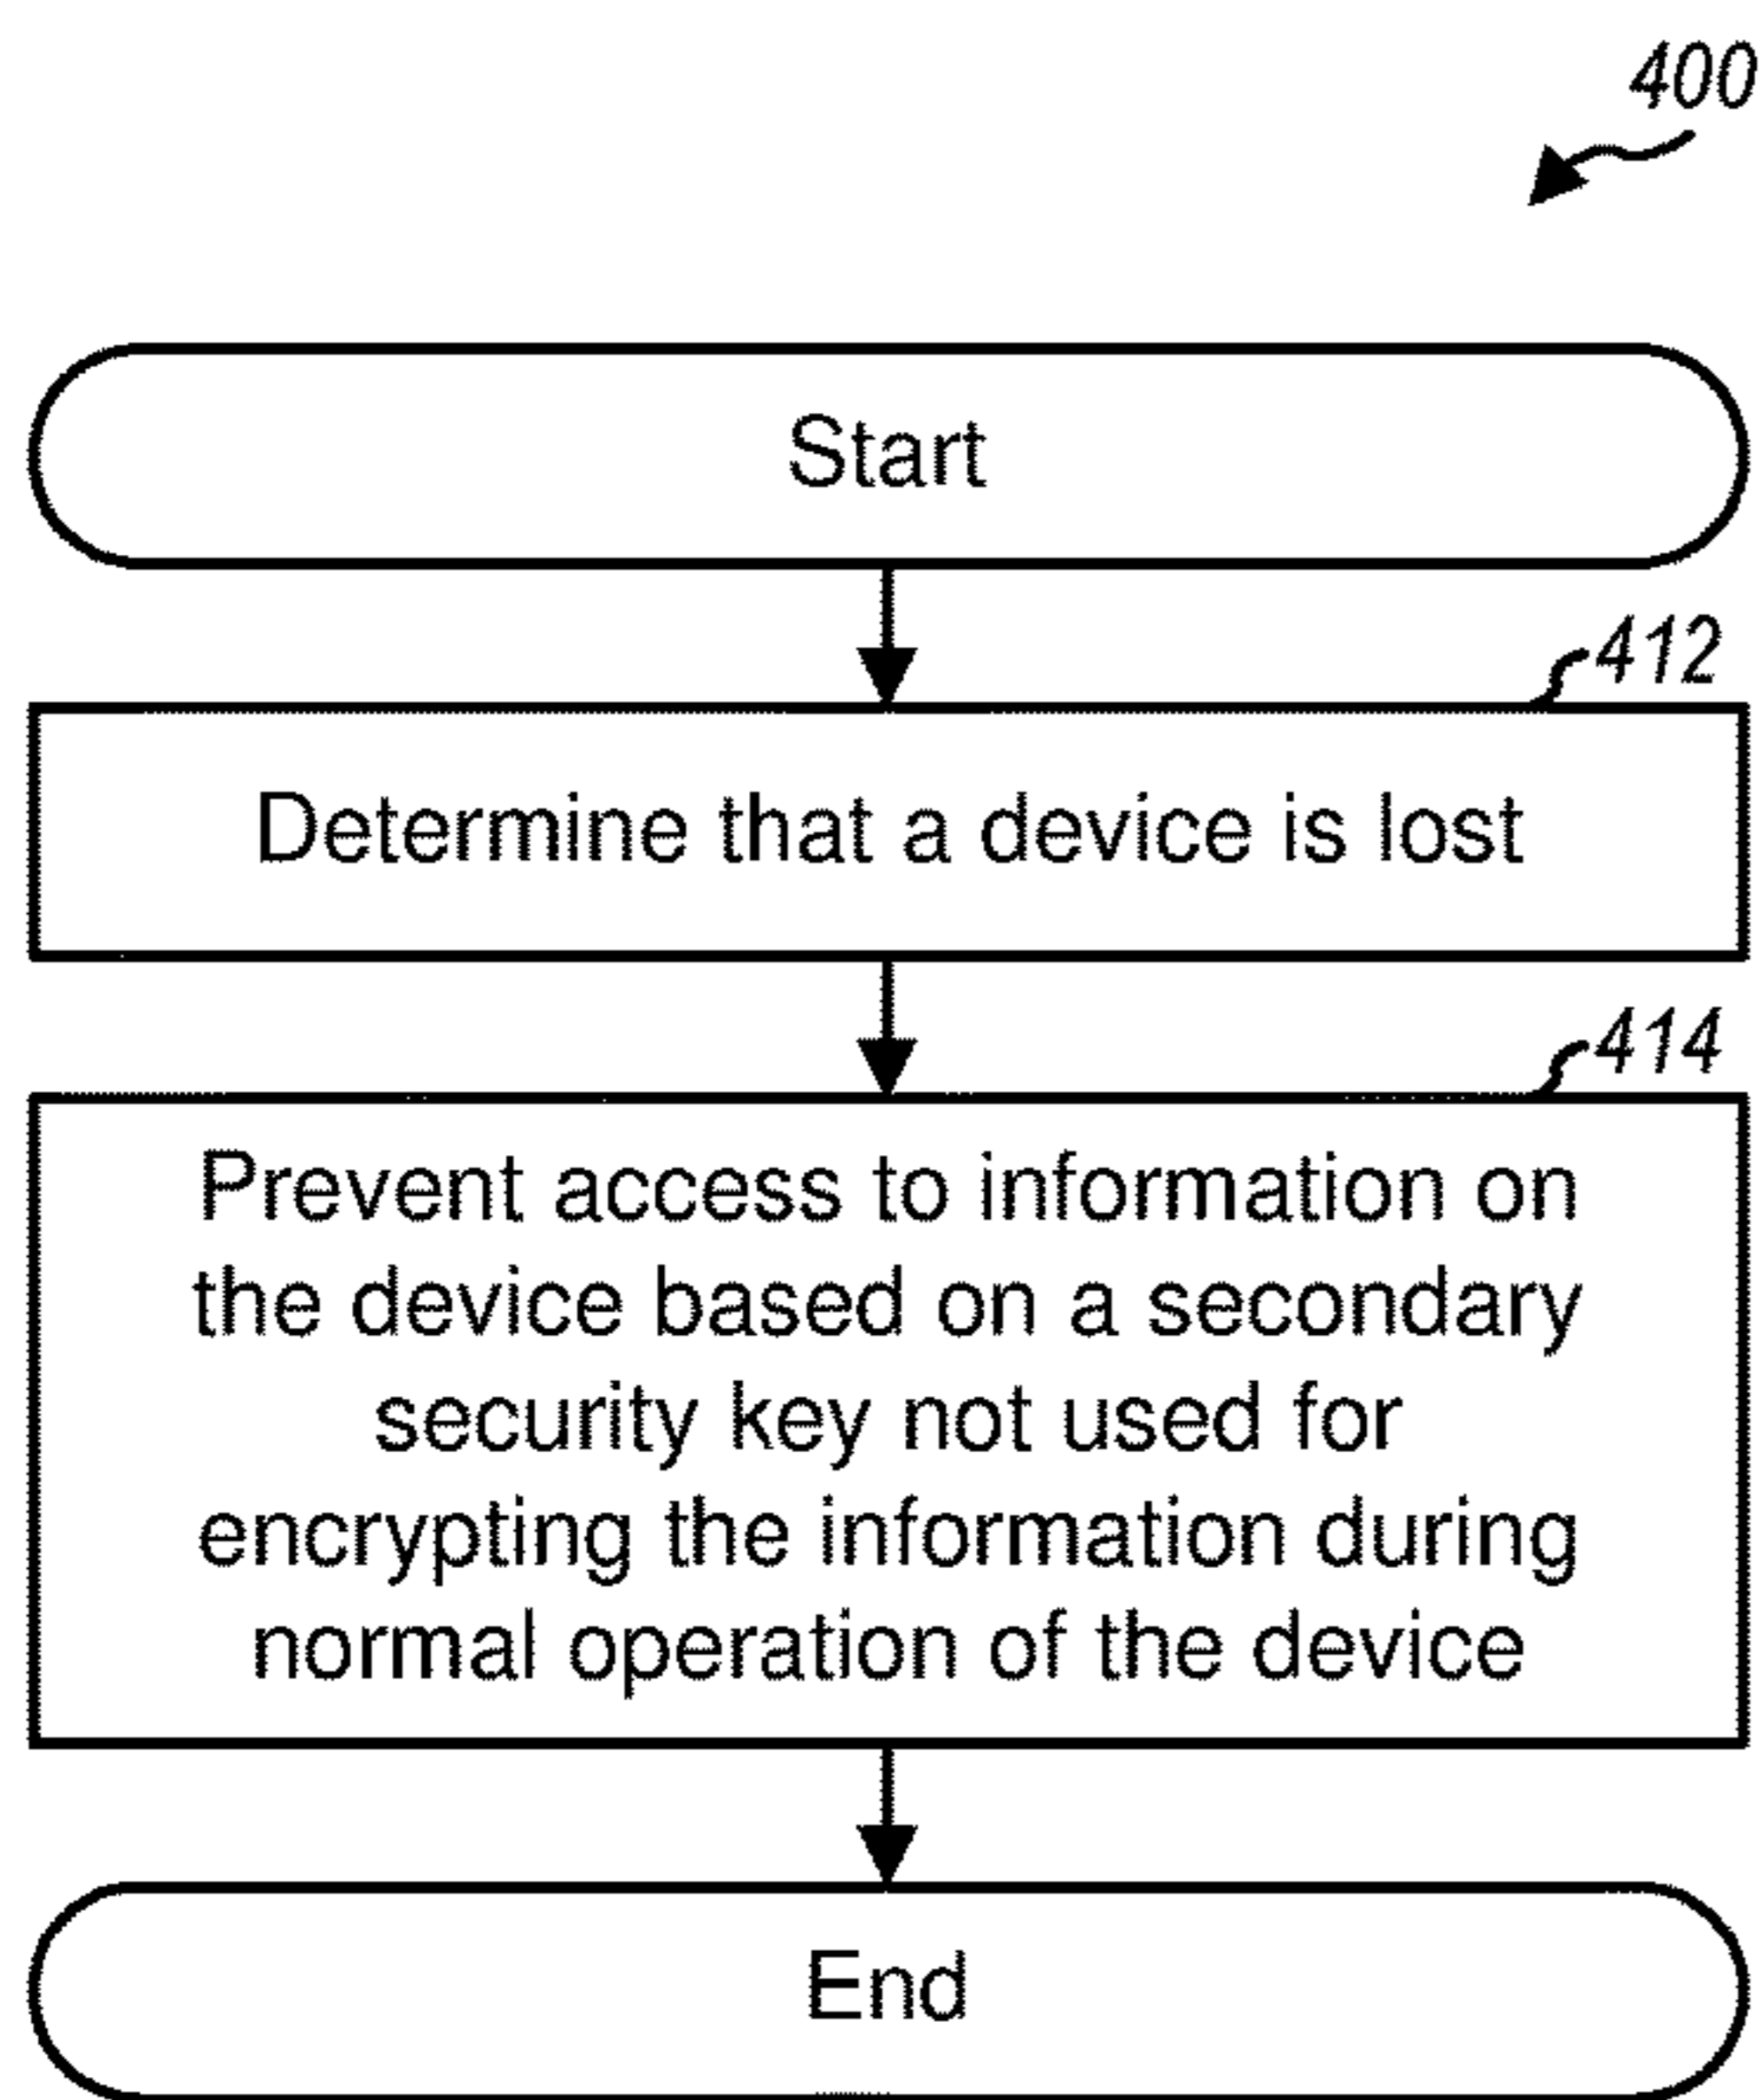 400
Start
412
Determine that a device is lost
414
Prevent access to information on
the device based on a secondary
security key not used for
encrypting the information during
normal operation of the device
End